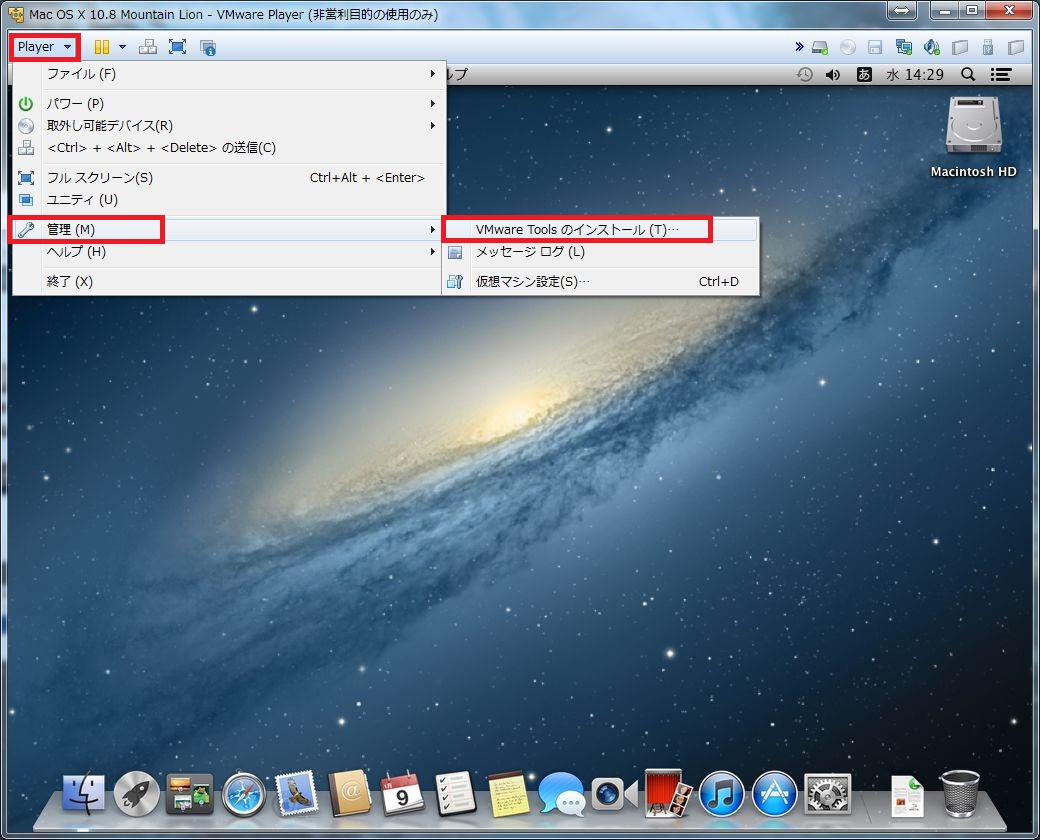 Mac OS X 10.8 Mountain Lion - VMware Player (非営利目的の使用のみ)
Player
ルプ
あ 水 14:29
ファイル (F)
パワー (P)
取外し可能デバイス(R)
<Ctrl> + <Alt> + <Delete> の送信(C)
フル スクリーン(S) Ctrl+Alt + <Enter>
ユニティ (U)
管理 (M)
ヘルプ (H)
終了 (X)
VMware Tools のインストール (T)…
メッセージ ログ (L)
仮想マシン設定(S)… Ctrl+D
Macintosh HD
9